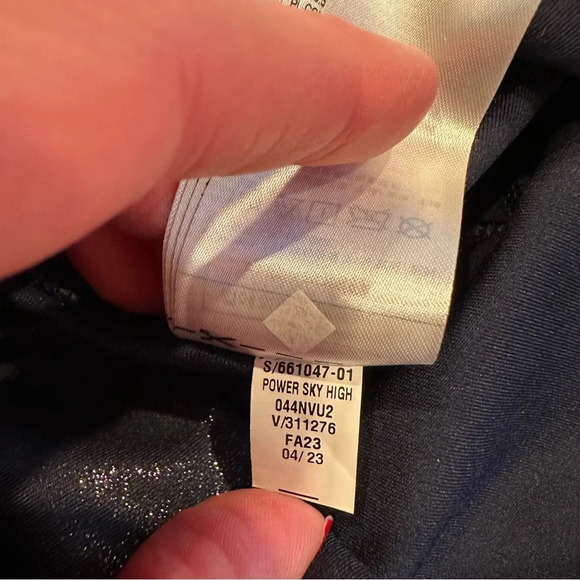 S/661047-01
POWER SKY HIGH
044NVU2
V/311276
FA23
04/ 23